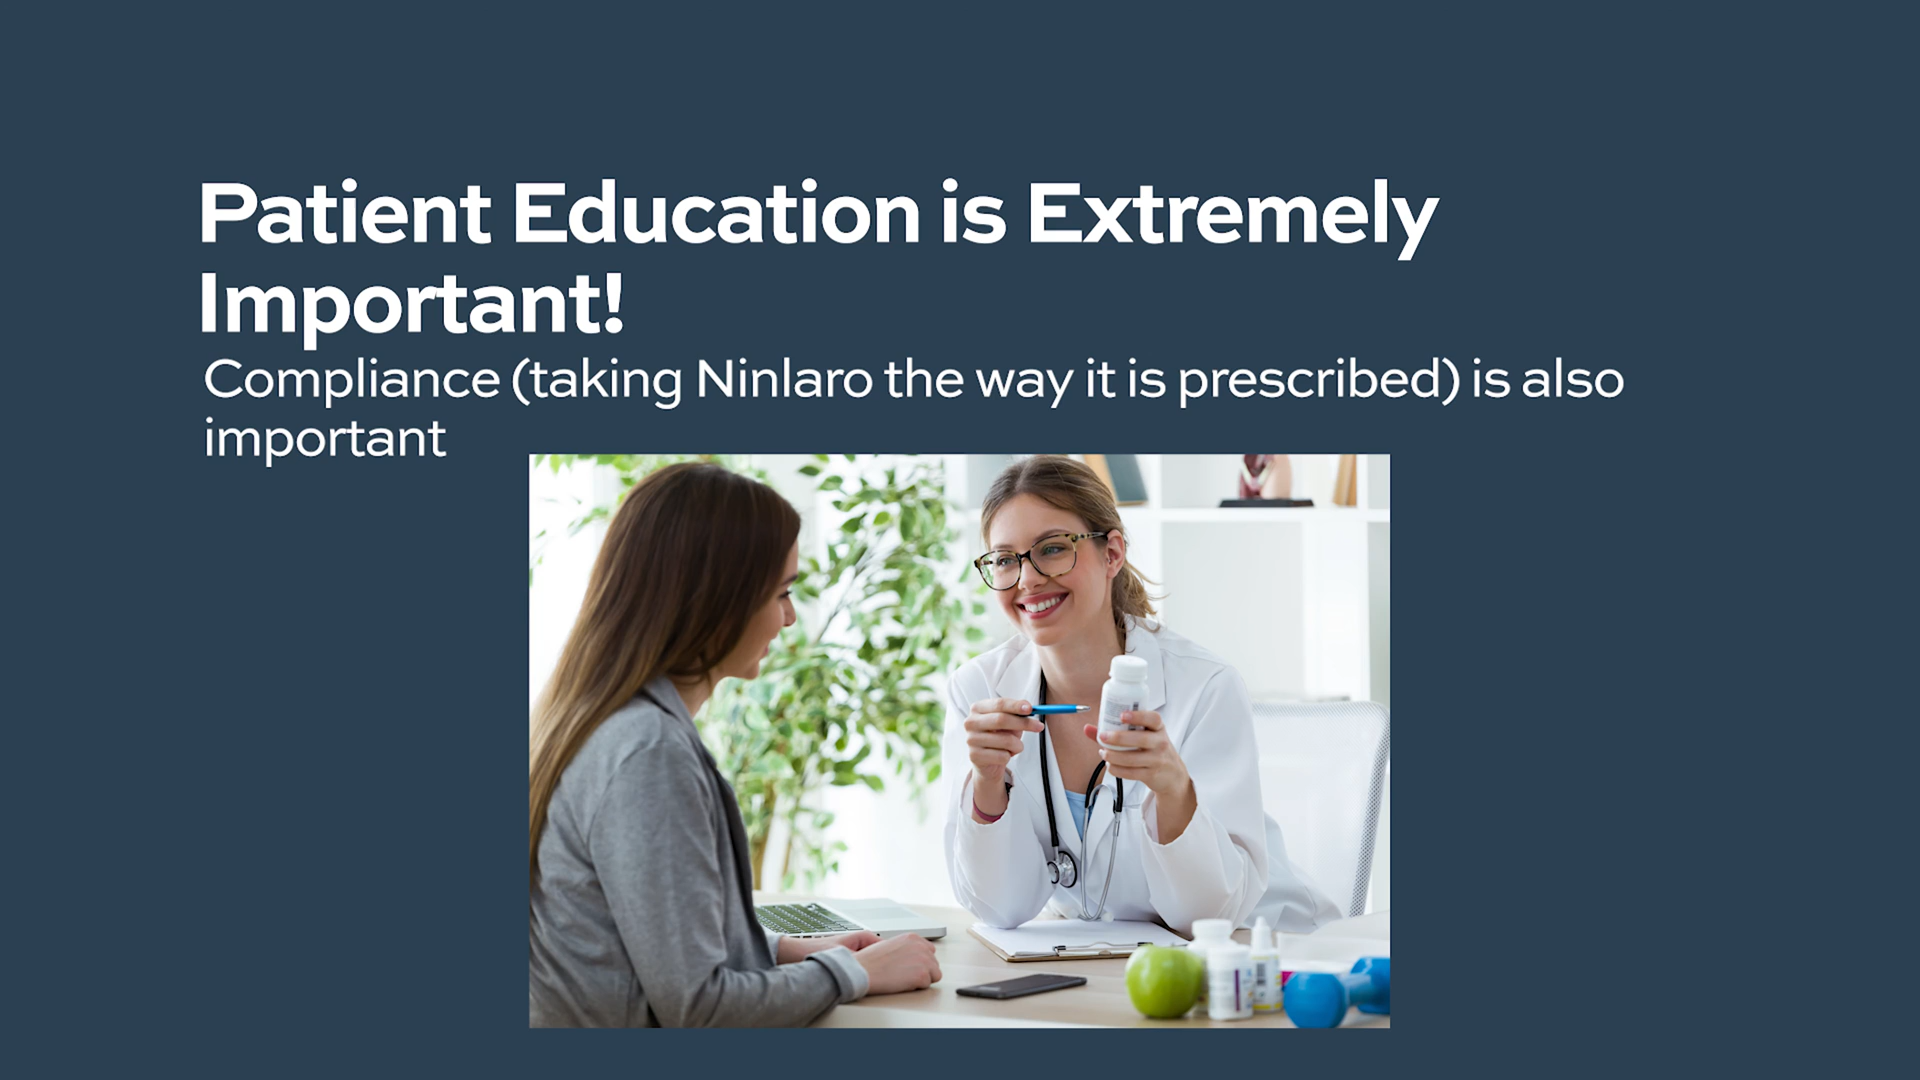 Patient Education is Extremely
Important!
Compliance (taking Ninlaro the way it is prescribed) is also
important